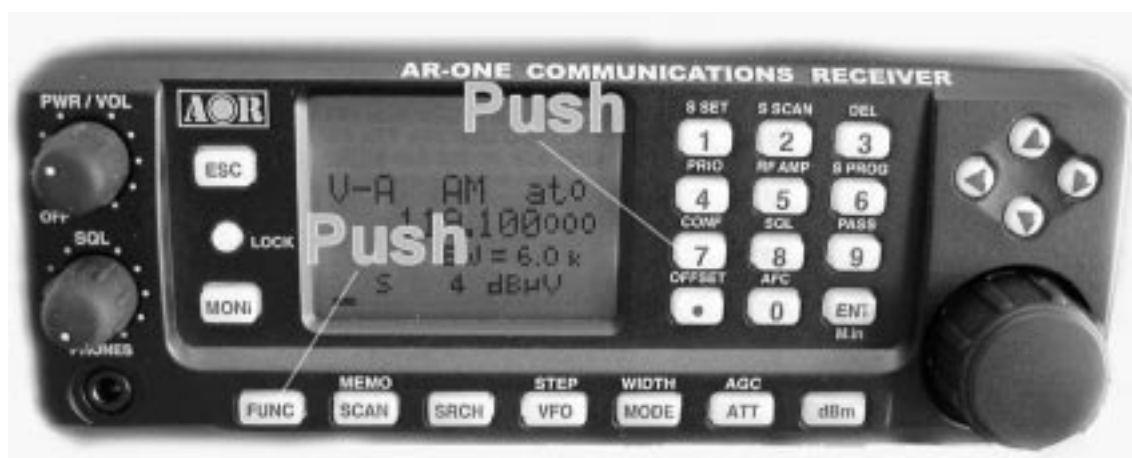 AR-ONE COMMUNICATIONS RECEIVER
PWR / VOL
AOR
Push
S SET S SCAN DEL
1 2 3
ESC
PRIO RF AMP S PROG
V-A AM ato
4 5 6
OFF
Push
CONF SQL PASS
SQL
LOCK
BW = 6.0 k
7 8 9
OFFSET AFC
S 4 dBμV
MONi
• 0 ENT
M.in
PHONES
MEMO STEP WIDTH AGC
FUNC SCAN SRCH VFO MODE ATT dBm